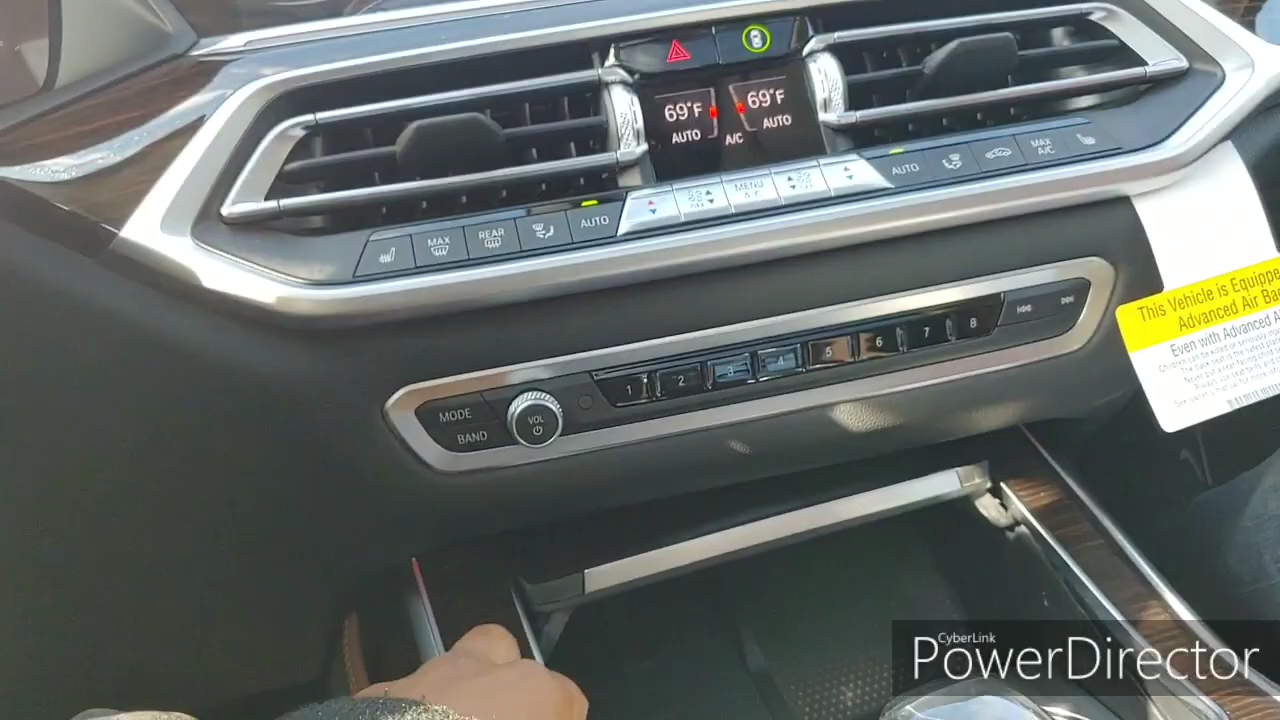 69°F
69°F
AUTO
A/C
AUTO
MAX
REAR
AUTO
MENU
A/C
AUTO
MAX
A/C
MODE
BAND
VOL
1 2 3 4 5 6 7 8
This Vehicle is Equippe
Advanced Air Ba
Even with Advanced A
CyberLink
PowerDirector